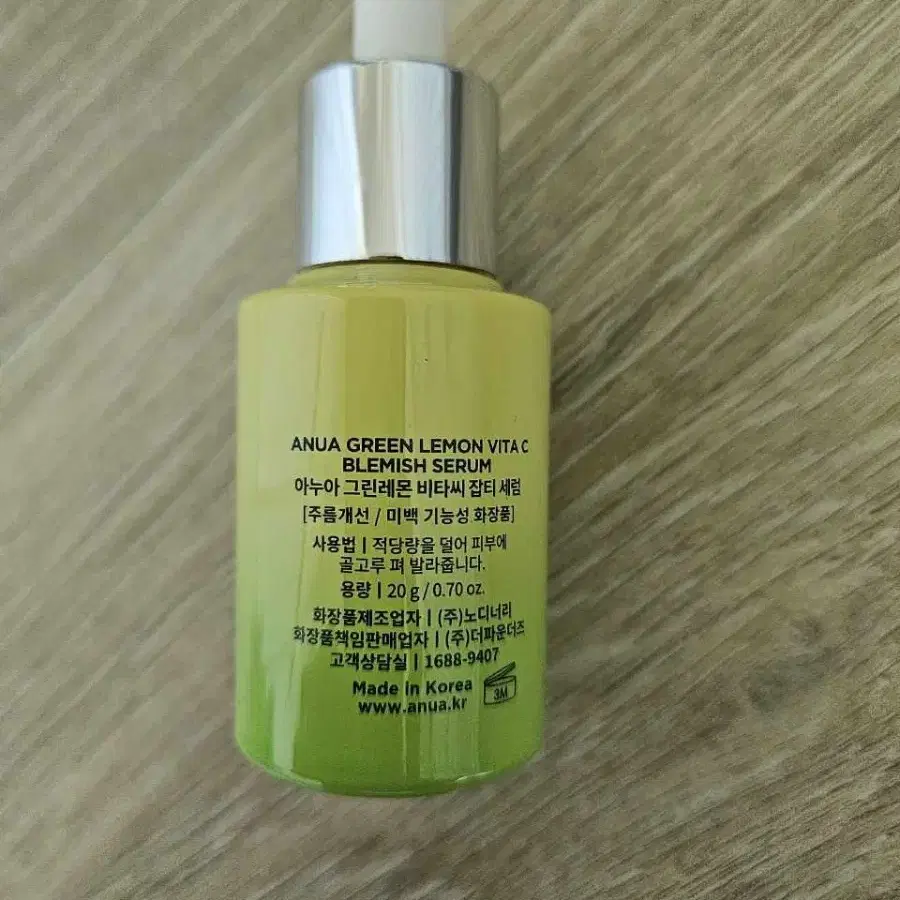 ANUA GREEN LEMON VITA C
BLEMISH SERUM
아누아 그린레몬 비타씨 잡티 세럼
[주름개선 / 미백 기능성 화장품]
사용법 | 적당량을 덜어 피부에
골고루 펴 발라줍니다.
용량 | 20 g / 0.70 oz.
화장품제조업자 | (주)노디너리
화장품책임판매업자 | (주)더파운더즈
고객상담실 | 1688-9407
Made In Korea
www.anua.kr
3M